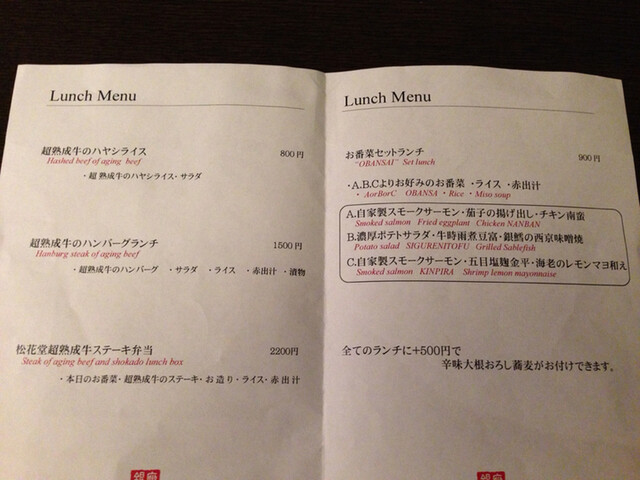 Lunch Menu
超熟成牛のハヤシライス 800円
Hashed beef of aging beef
・超熟成牛のハヤシライス・サラダ
超熟成牛のハンバーグランチ 1500円
Hanburg steak of aging beef
・超熟成牛のハンバーグ ・サラダ ・ライス ・赤出汁 ・漬物
松花堂超熟成牛ステーキ弁当 2200円
Steak of aging beef and shokado lunch box
・本日のお番菜・超熟成牛のステーキ・お造り・ライス・赤出汁
銀座
Lunch Menu
お番菜セットランチ 900円
"OBANSAI" Set lunch
・A.B.Cよりお好みのお番菜 ・ライス ・赤出汁
・AorBorC OBANSA ・Rice ・Miso soup
A.自家製スモークサーモン・茄子の揚げ出し・チキン南蛮
Smoked salmon Fried eggplant Chicken NANBAN
B.濃厚ポテトサラダ・牛時雨煮豆富・銀鱈の西京味噌焼
Potato salad SIGURENITOFU Grilled Sablefish
C.自家製スモークサーモン・五目塩麹金平・海老のレモンマヨ和え
Smoked salmon KINPIRA Shrimp lemon mayonnaise
全てのランチに+500円で
辛味大根おろし蕎麦がお付けできます。
銀座